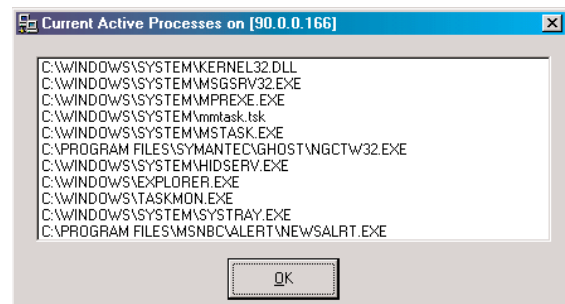 Current Active Processes on [90.0.0.166]
C:\WINDOWS\SYSTEM\KERNEL32.DLL
C:\WINDOWS\SYSTEM\MSGSRV32.EXE
C:\WINDOWS\SYSTEM\MPREXE.EXE
C:\WINDOWS\SYSTEM\mmtask.tsk
C:\WINDOWS\SYSTEM\MSTASK.EXE
C:\PROGRAM FILES\SYMANTEC\GHOST\NGCTW32.EXE
C:\WINDOWS\SYSTEM\HIDSERV.EXE
C:\WINDOWS\EXPLORER.EXE
C:\WINDOWS\TASKMON.EXE
C:\WINDOWS\SYSTEM\SYSTRAY.EXE
C:\PROGRAM FILES\MSNBC\ALERT\NEWSALRT.EXE
OK